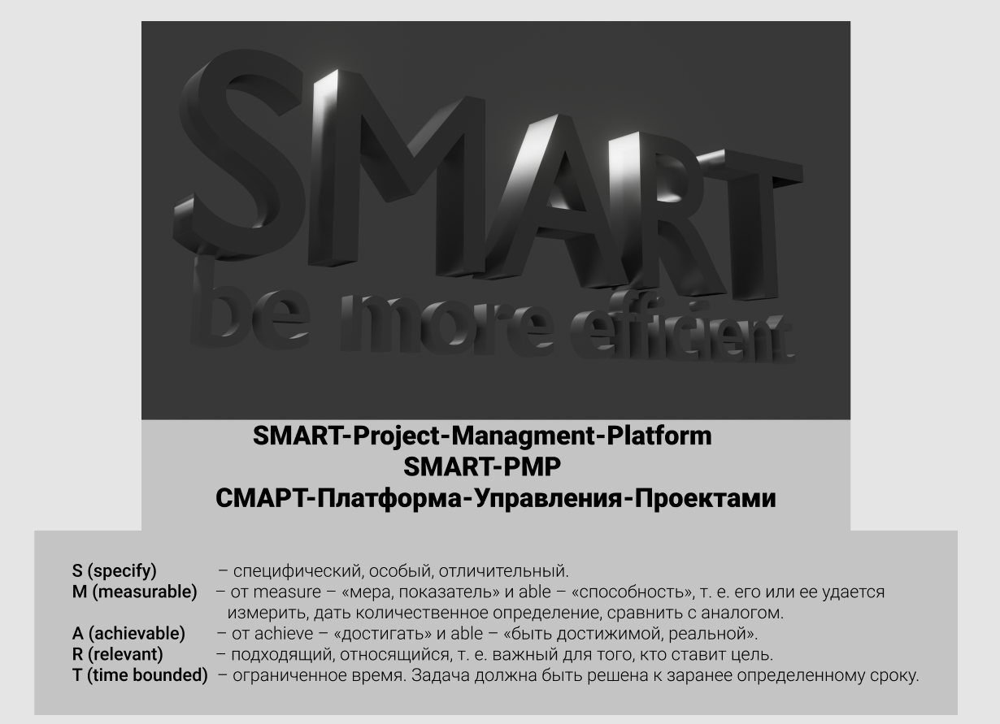 SMART
be more efficient
SMART-Project-Managment-Platform
SMART-PMP
СМАРТ-Платформа-Управления-Проектами
S (specify) – специфический, особый, отличительный.
M (measurable) – от measure – «мера, показатель» и able – «способность», т. е. его или ее удается
измерить, дать количественное определение, сравнить с аналогом.
A (achievable) – от achieve – «достигать» и able – «быть достижимой, реальной».
R (relevant) – подходящий, относящийся, т. е. важный для того, кто ставит цель.
T (time bounded) – ограниченное время. Задача должна быть решена к заранее определенному сроку.